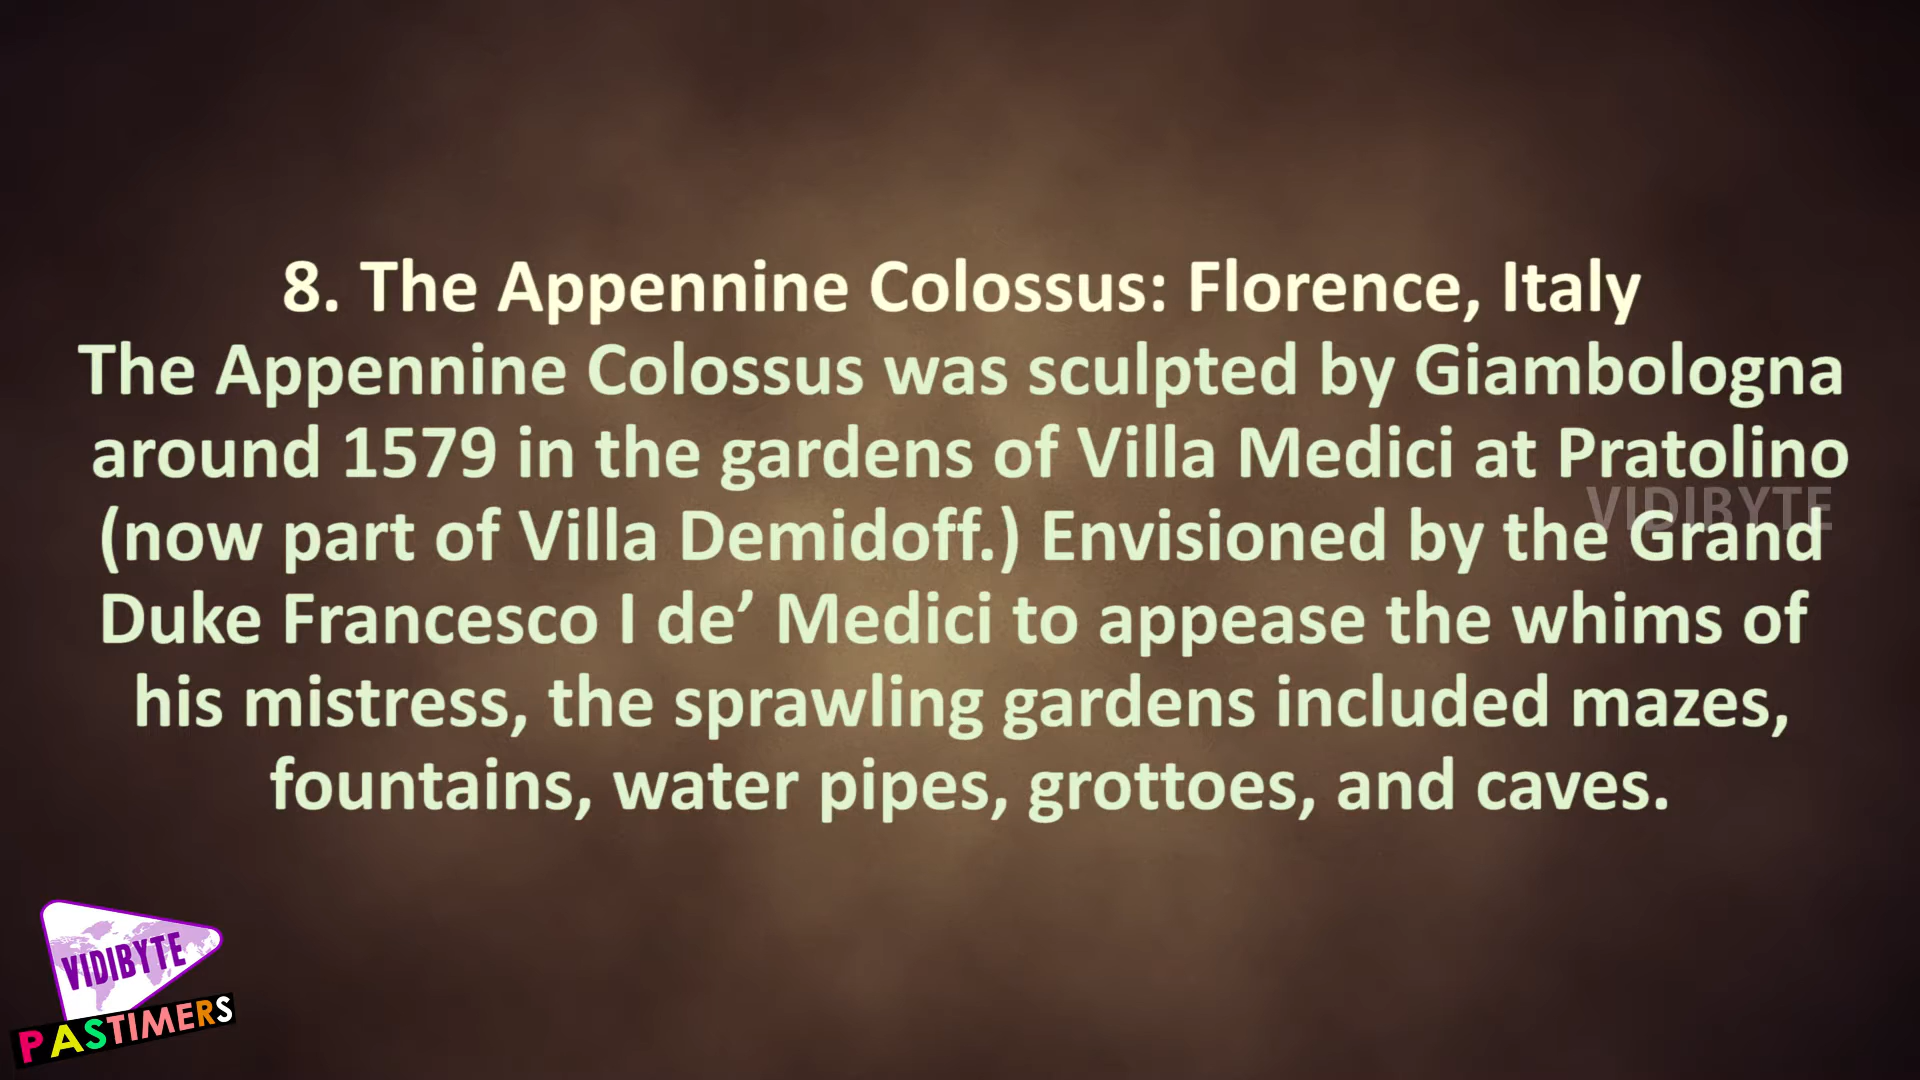 8. The Appennine Colossus: Florence, Italy
The Appennine Colossus was sculpted by Giambologna
around 1579 in the gardens of Villa Medici at Pratolino
(now part of Villa Demidoff.) Envisioned by the Grand
Duke Francesco I de’ Medici to appease the whims of
his mistress, the sprawling gardens included mazes,
fountains, water pipes, grottoes, and caves.
VIDIBYTE
VIDIBYTE
PASTIMERS